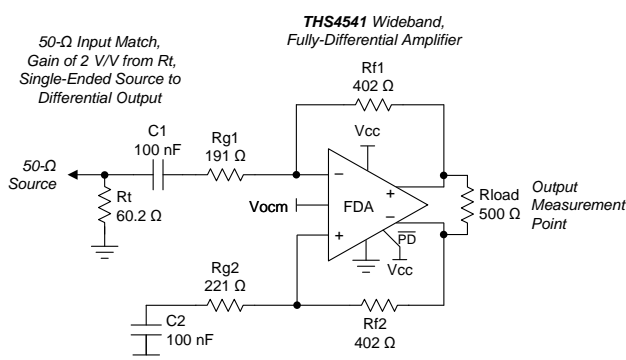 THS4541 Wideband,
Fully-Differential Amplifier
50-Ω Input Match,
Gain of 2 V/V from Rt,
Single-Ended Source to
Differential Output
Rf1
402 Ω
C1
100 nF
Rg1
191 Ω
Vcc
50-Ω
Source
Rt
60.2 Ω
Vocm
−
+
FDA
+
−
PD
Vcc
Rload
500 Ω
Output
Measurement
Point
Rg2
221 Ω
C2
100 nF
Rf2
402 Ω